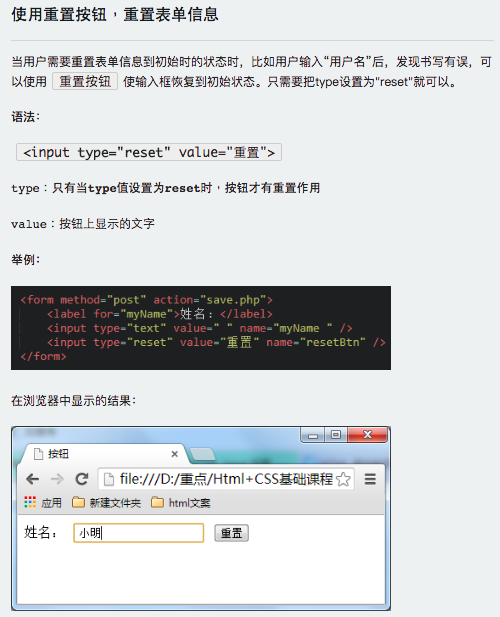 使用重置按钮，重置表单信息
当用户需要重置表单信息到初始时的状态时，比如用户输入“用户名”后，发现书写有误，可
以使用 重置按钮 使输入框恢复到初始状态。只需要把type设置为"reset"就可以。
语法：
<input type="reset" value="重置">
type：只有当type值设置为reset时，按钮才有重置作用
value：按钮上显示的文字
举例：
<form method="post" action="save.php">
<label for="myName">姓名：</label>
<input type="text" value=" " name="myName " />
<input type="reset" value="重置" name="resetBtn" />
</form>
在浏览器中显示的结果：
按钮
file:///D:/重点/Html+CSS基础课程
应用 新建文件夹 html文案
姓名： 小明 重置